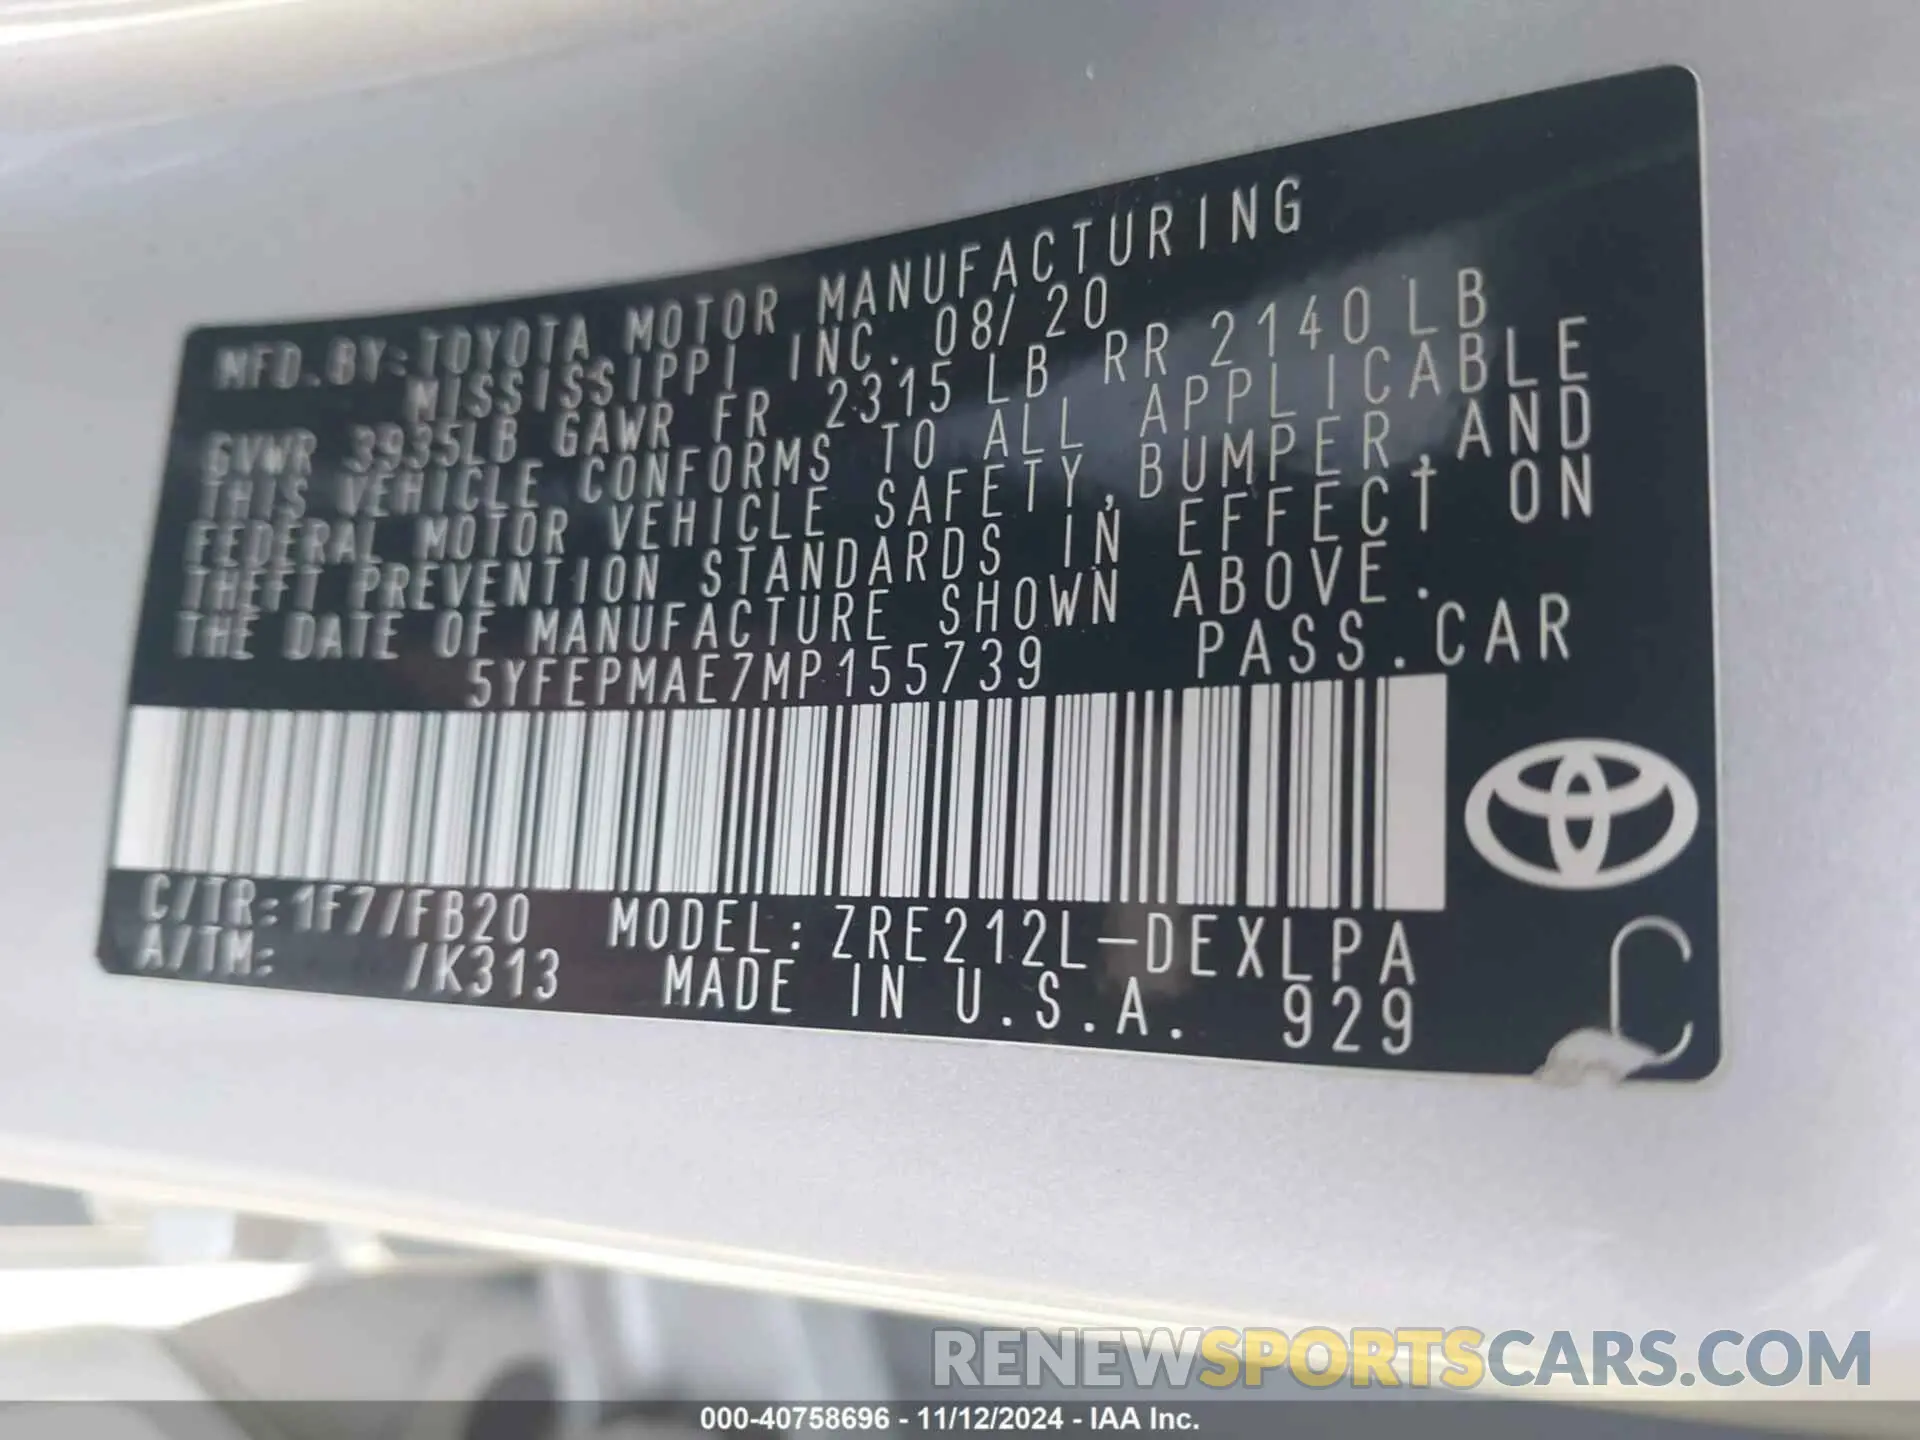 MFD.BY:TOYOTA MOTOR MANUFACTURING
MISSISSIPPI INC. 08/20
GVWR 3935LB GAWR FR 2315LB RR 2140LB
THIS VEHICLE CONFORMS TO ALL APPLICABLE
FEDERAL MOTOR VEHICLE SAFETY,BUMPER,AND
THEFT PREVENTION STANDARDS IN EFFECT ON
THE DATE OF MANUFACTURE SHOWN ABOVE.
5YFEPMAE7MP155739 PASS.CAR
C/TR:1F7/FB20 MODEL:ZRE212L-DEXLPA
A/TM: /K313 MADE IN U.S.A. 929
C
RENEWSPORTSCARS.COM
000-40758696 - 11/12/2024 - IAA Inc.